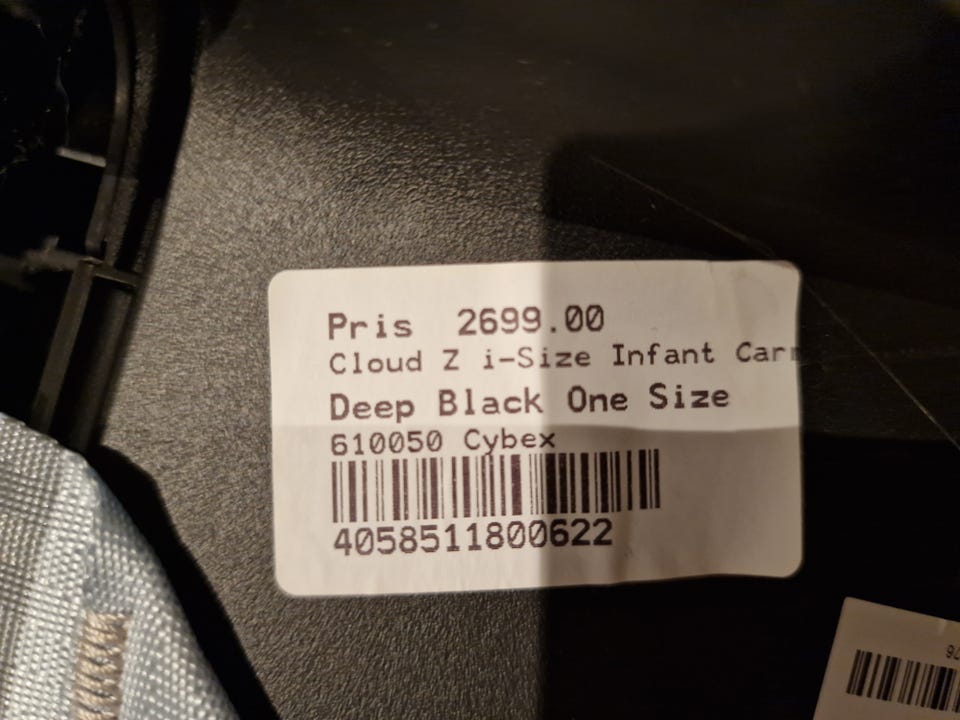 Pris 2699.00
Cloud Z i-Size Infant Car
Deep Black One Size
610050 Cybex
4058511800622